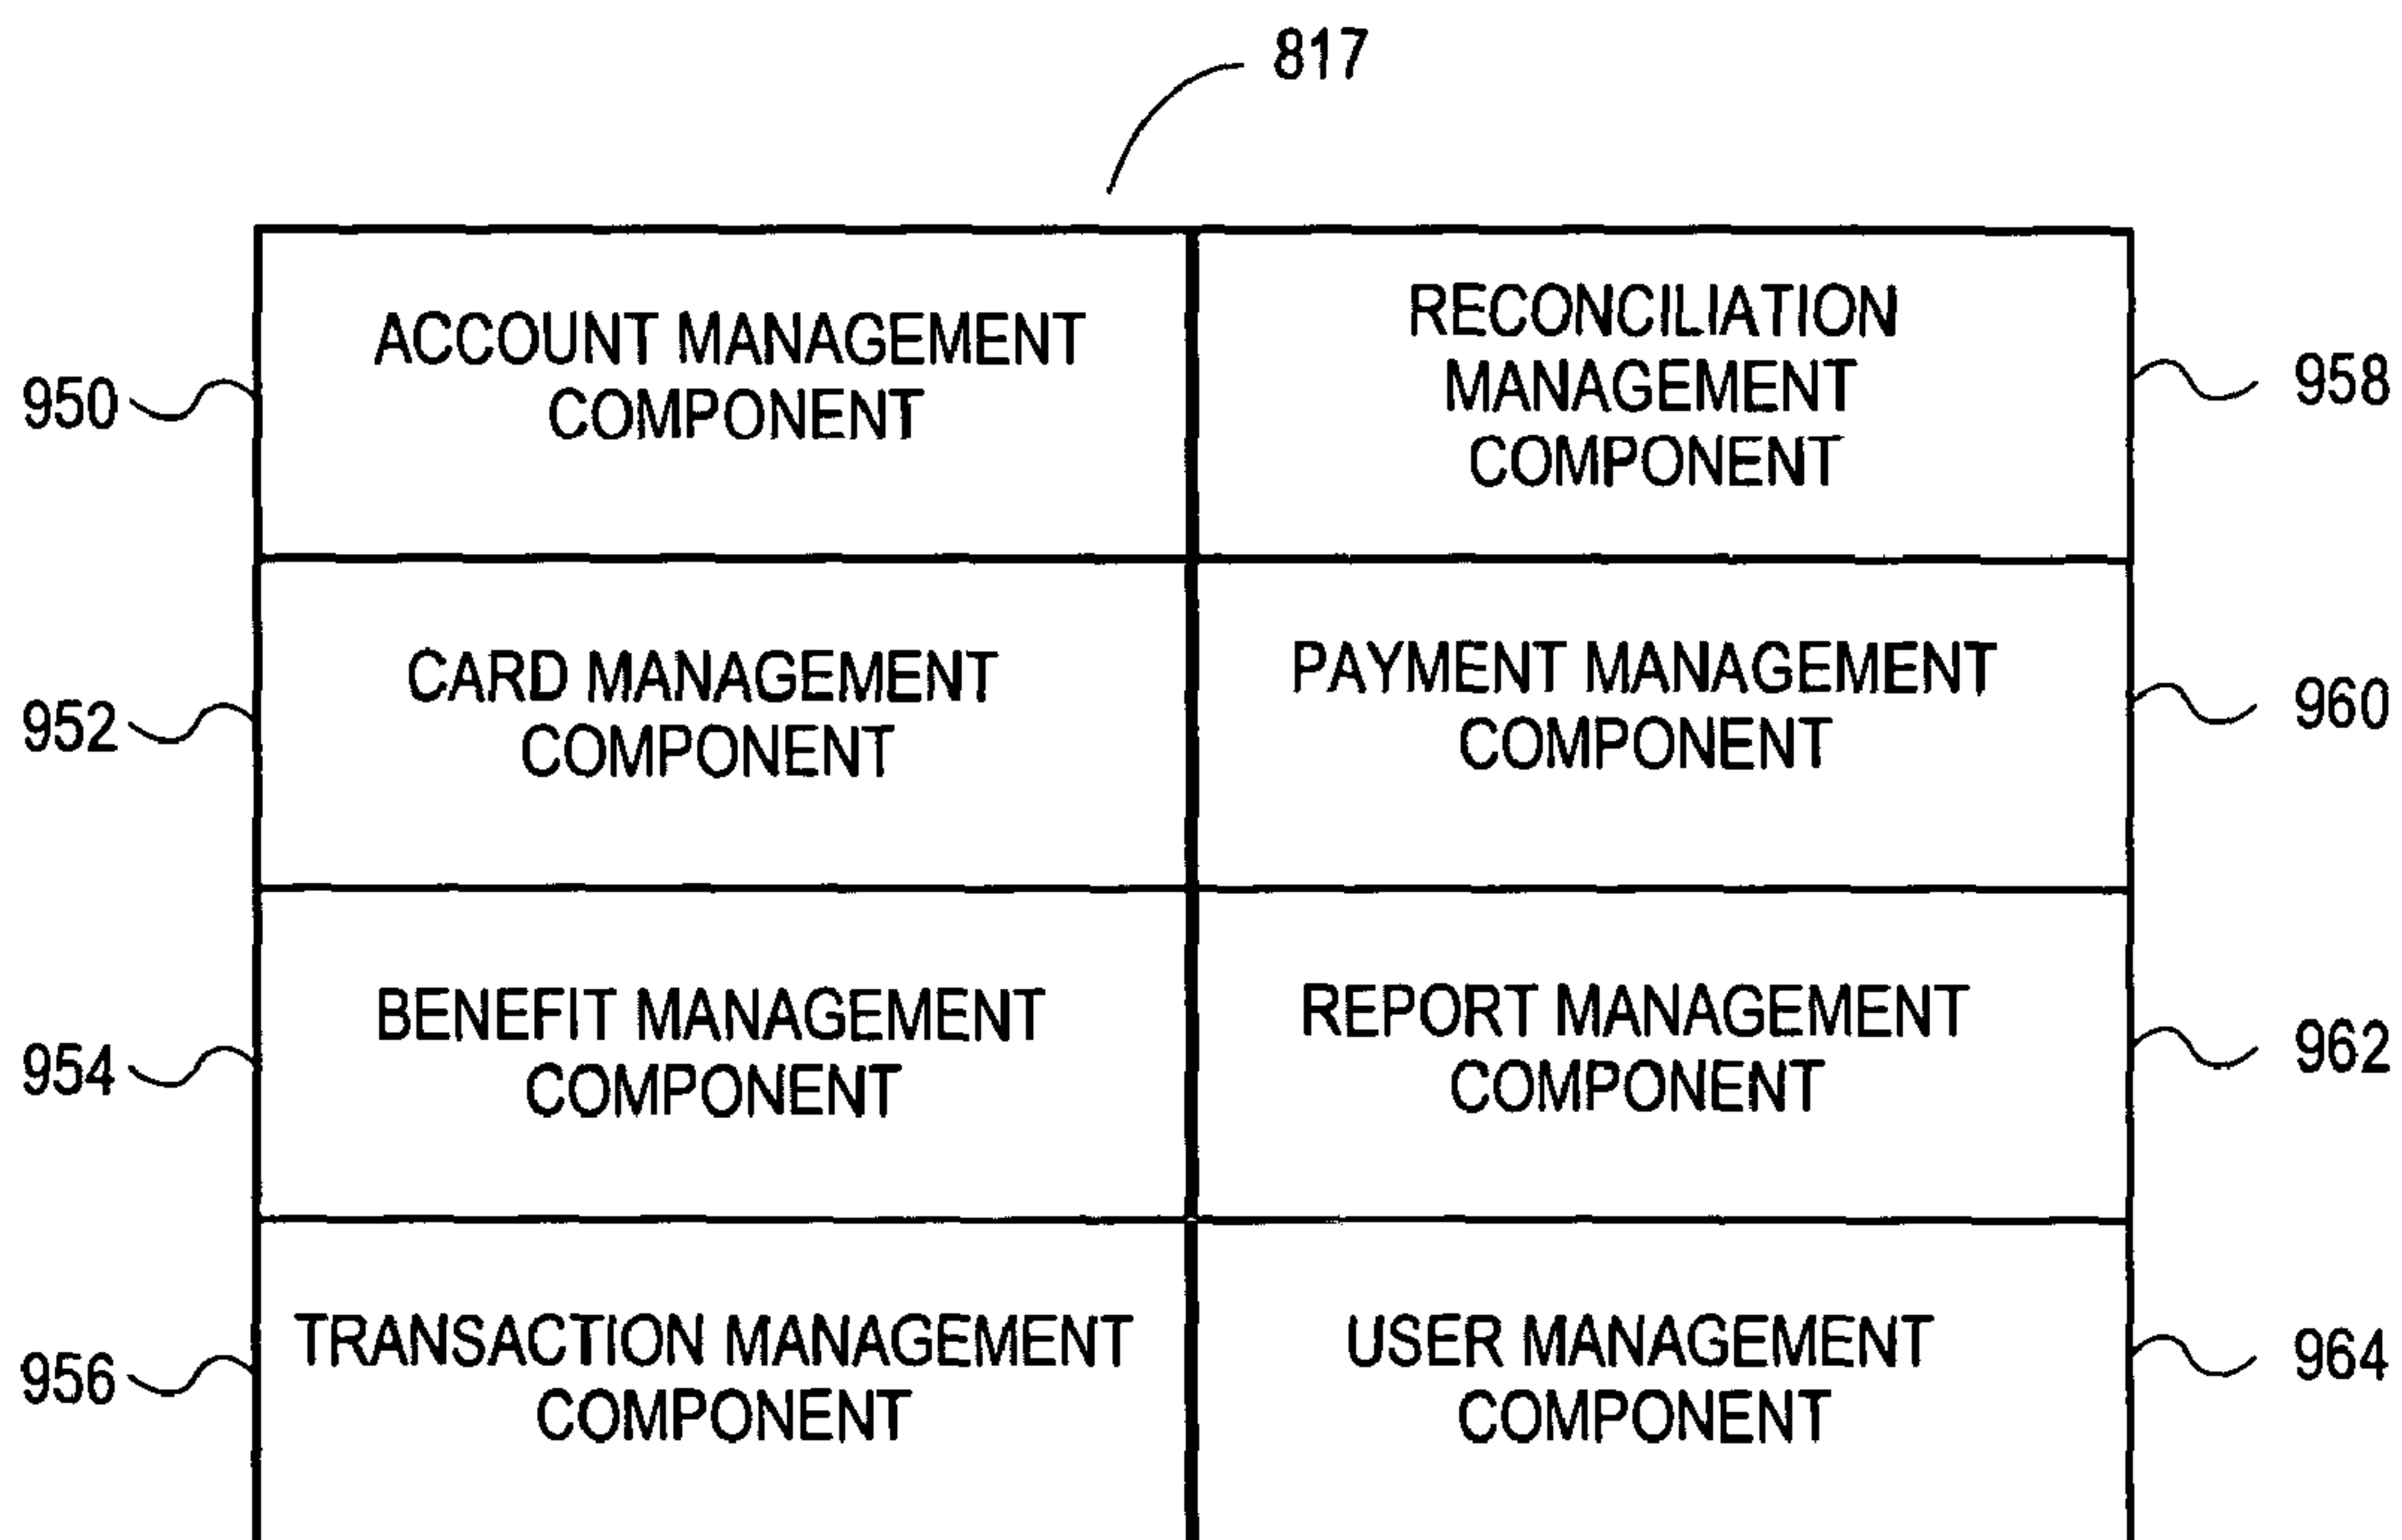 817
950
ACCOUNT MANAGEMENT
COMPONENT
RECONCILIATION
MANAGEMENT
COMPONENT
958
952
CARD MANAGEMENT
COMPONENT
PAYMENT MANAGEMENT
COMPONENT
960
954
BENEFIT MANAGEMENT
COMPONENT
REPORT MANAGEMENT
COMPONENT
962
956
TRANSACTION MANAGEMENT
COMPONENT
USER MANAGEMENT
COMPONENT
964